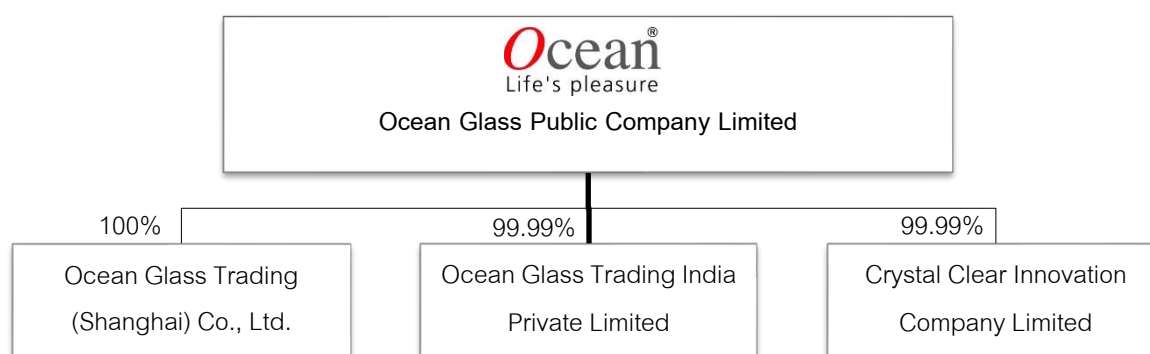 Ocean®
Life's pleasure
Ocean Glass Public Company Limited
100%
99.99%
99.99%
Ocean Glass Trading
(Shanghai) Co., Ltd.
Ocean Glass Trading India
Private Limited
Crystal Clear Innovation
Company Limited